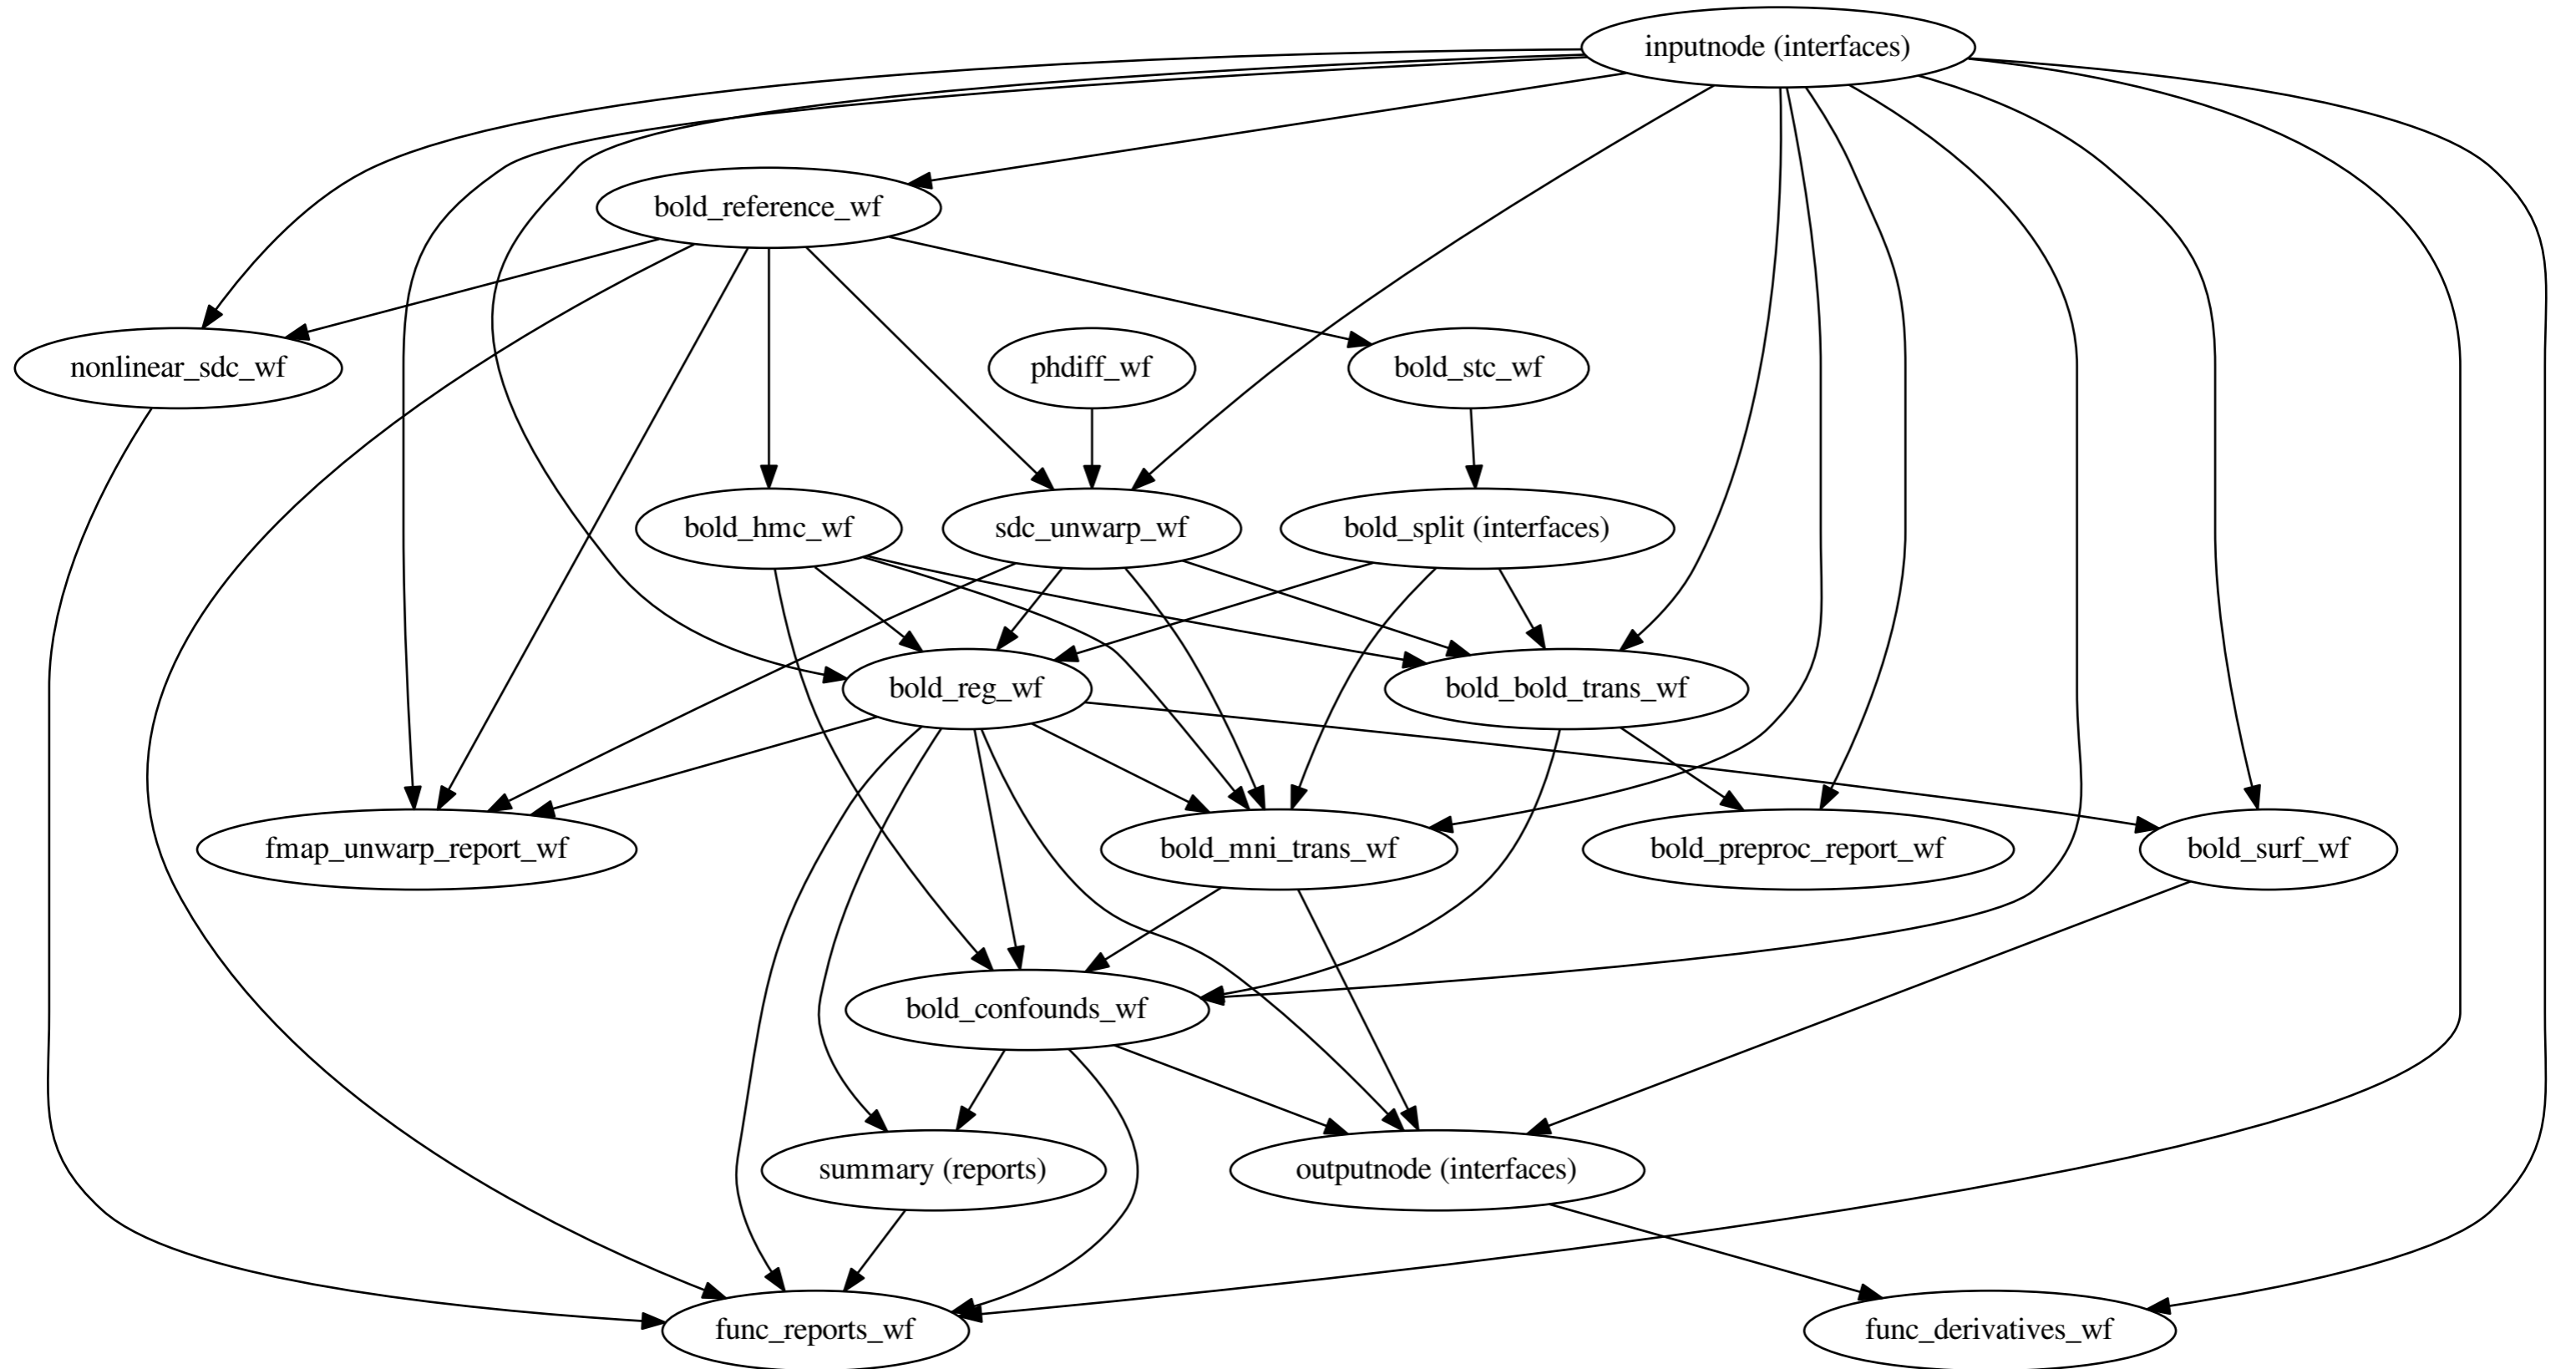 inputnode (interfaces)
bold_reference_wf
nonlinear_sdc_wf
phdiff_wf
bold_stc_wf
bold_hmc_wf
sdc_unwarp_wf
bold_split (interfaces)
bold_reg_wf
bold_bold_trans_wf
fmap_unwarp_report_wf
bold_mni_trans_wf
bold_preproc_report_wf
bold_surf_wf
bold_confounds_wf
summary (reports)
outputnode (interfaces)
func_reports_wf
func_derivatives_wf